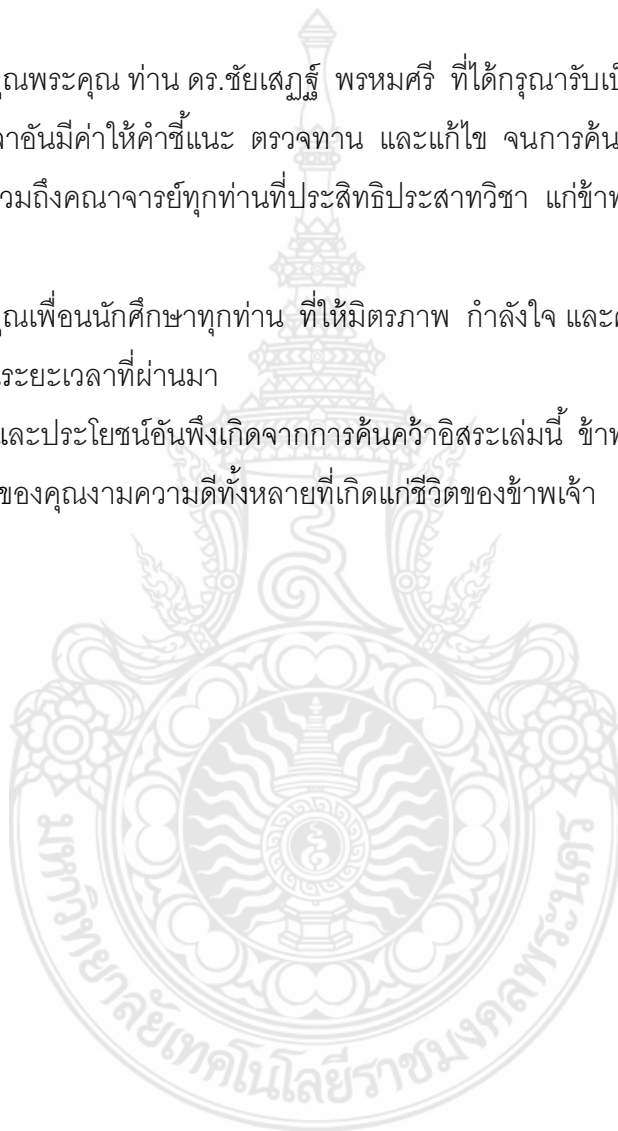 ุณพระคุณ ท่าน ดร.ชัยเสฏฐ์ พรหมศรี ที่ได้กรุณารับเป็
าอันมีค่าให้คำชี้แนะ ตรวจทาน และแก้ไข จนการค้น
วมถึงคณาจารย์ทุกท่านที่ประสิทธิประสาทวิชา แก่ข้าพ
ุณเพื่อนนักศึกษาทุกท่าน ที่ให้มิตรภาพ กำลังใจ และค
ระยะเวลาที่ผ่านมา
และประโยชน์อันพึงเกิดจากการค้นคว้าอิสระเล่มนี้ ข้าพ
ของคุณงามความดีทั้งหลายที่เกิดแก่ชีวิตของข้าพเจ้า
มหาวิทยาลัยเทคโนโลยีราชมงคลพระนคร